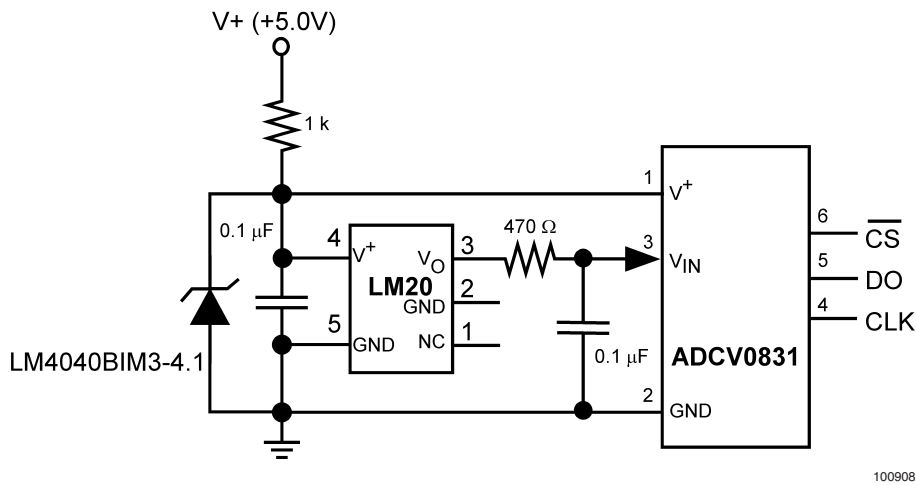 V+ (+5.0V)
1 k
0.1 μF
4
V+
VO
3
470 Ω
LM20
GND
2
5
GND
NC
1
LM4040BIM3-4.1
0.1 μF
1
V+
3
VIN
ADCV0831
2
GND
6
C̅S̅
5
DO
4
CLK
100908